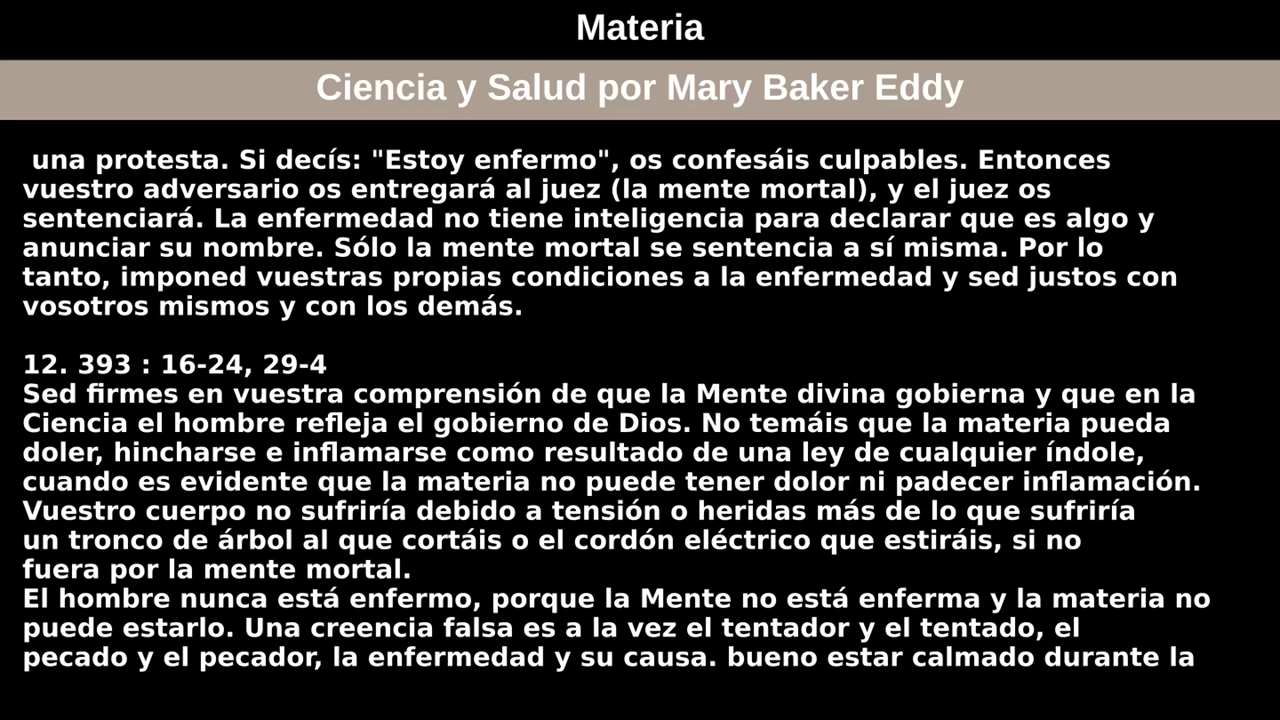 Materia
Ciencia y Salud por Mary Baker Eddy
una protesta. Si decís: "Estoy enfermo", os confesáis culpables. Entonces
vuestro adversario os entregará al juez (la mente mortal), y el juez os
sentenciará. La enfermedad no tiene inteligencia para declarar que es algo y
anunciar su nombre. Sólo la mente mortal se sentencia a sí misma. Por lo
tanto, imponed vuestras propias condiciones a la enfermedad y sed justos con
vosotros mismos y con los demás.
12. 393 : 16-24, 29-4
Sed firmes en vuestra comprensión de que la Mente divina gobierna y que en la
Ciencia el hombre refleja el gobierno de Dios. No temáis que la materia pueda
doler, hincharse e inflamarse como resultado de una ley de cualquier índole,
cuando es evidente que la materia no puede tener dolor ni padecer inflamación.
Vuestro cuerpo no sufriría debido a tensión o heridas más de lo que sufriría
un tronco de árbol al que cortáis o el cordón eléctrico que estiráis, si no
fuera por la mente mortal.
El hombre nunca está enfermo, porque la Mente no está enferma y la materia no
puede estarlo. Una creencia falsa es a la vez el tentador y el tentado, el
pecado y el pecador, la enfermedad y su causa. bueno estar calmado durante la